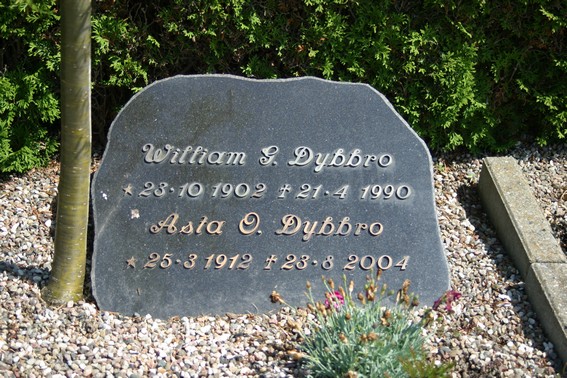 William G. Dybbro
* 23·10 1902 † 21·4 1990
Asta O. Dybbro
* 25·3 1912 † 23·8 2004